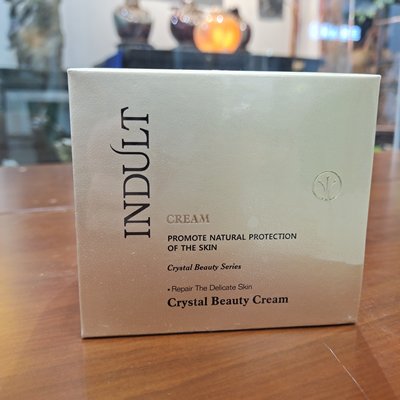 INDULT
CREAM
PROMOTE NATURAL PROTECTION
OF THE SKIN
Crystal Beauty Series
•Repair The Delicate Skin
Crystal Beauty Cream